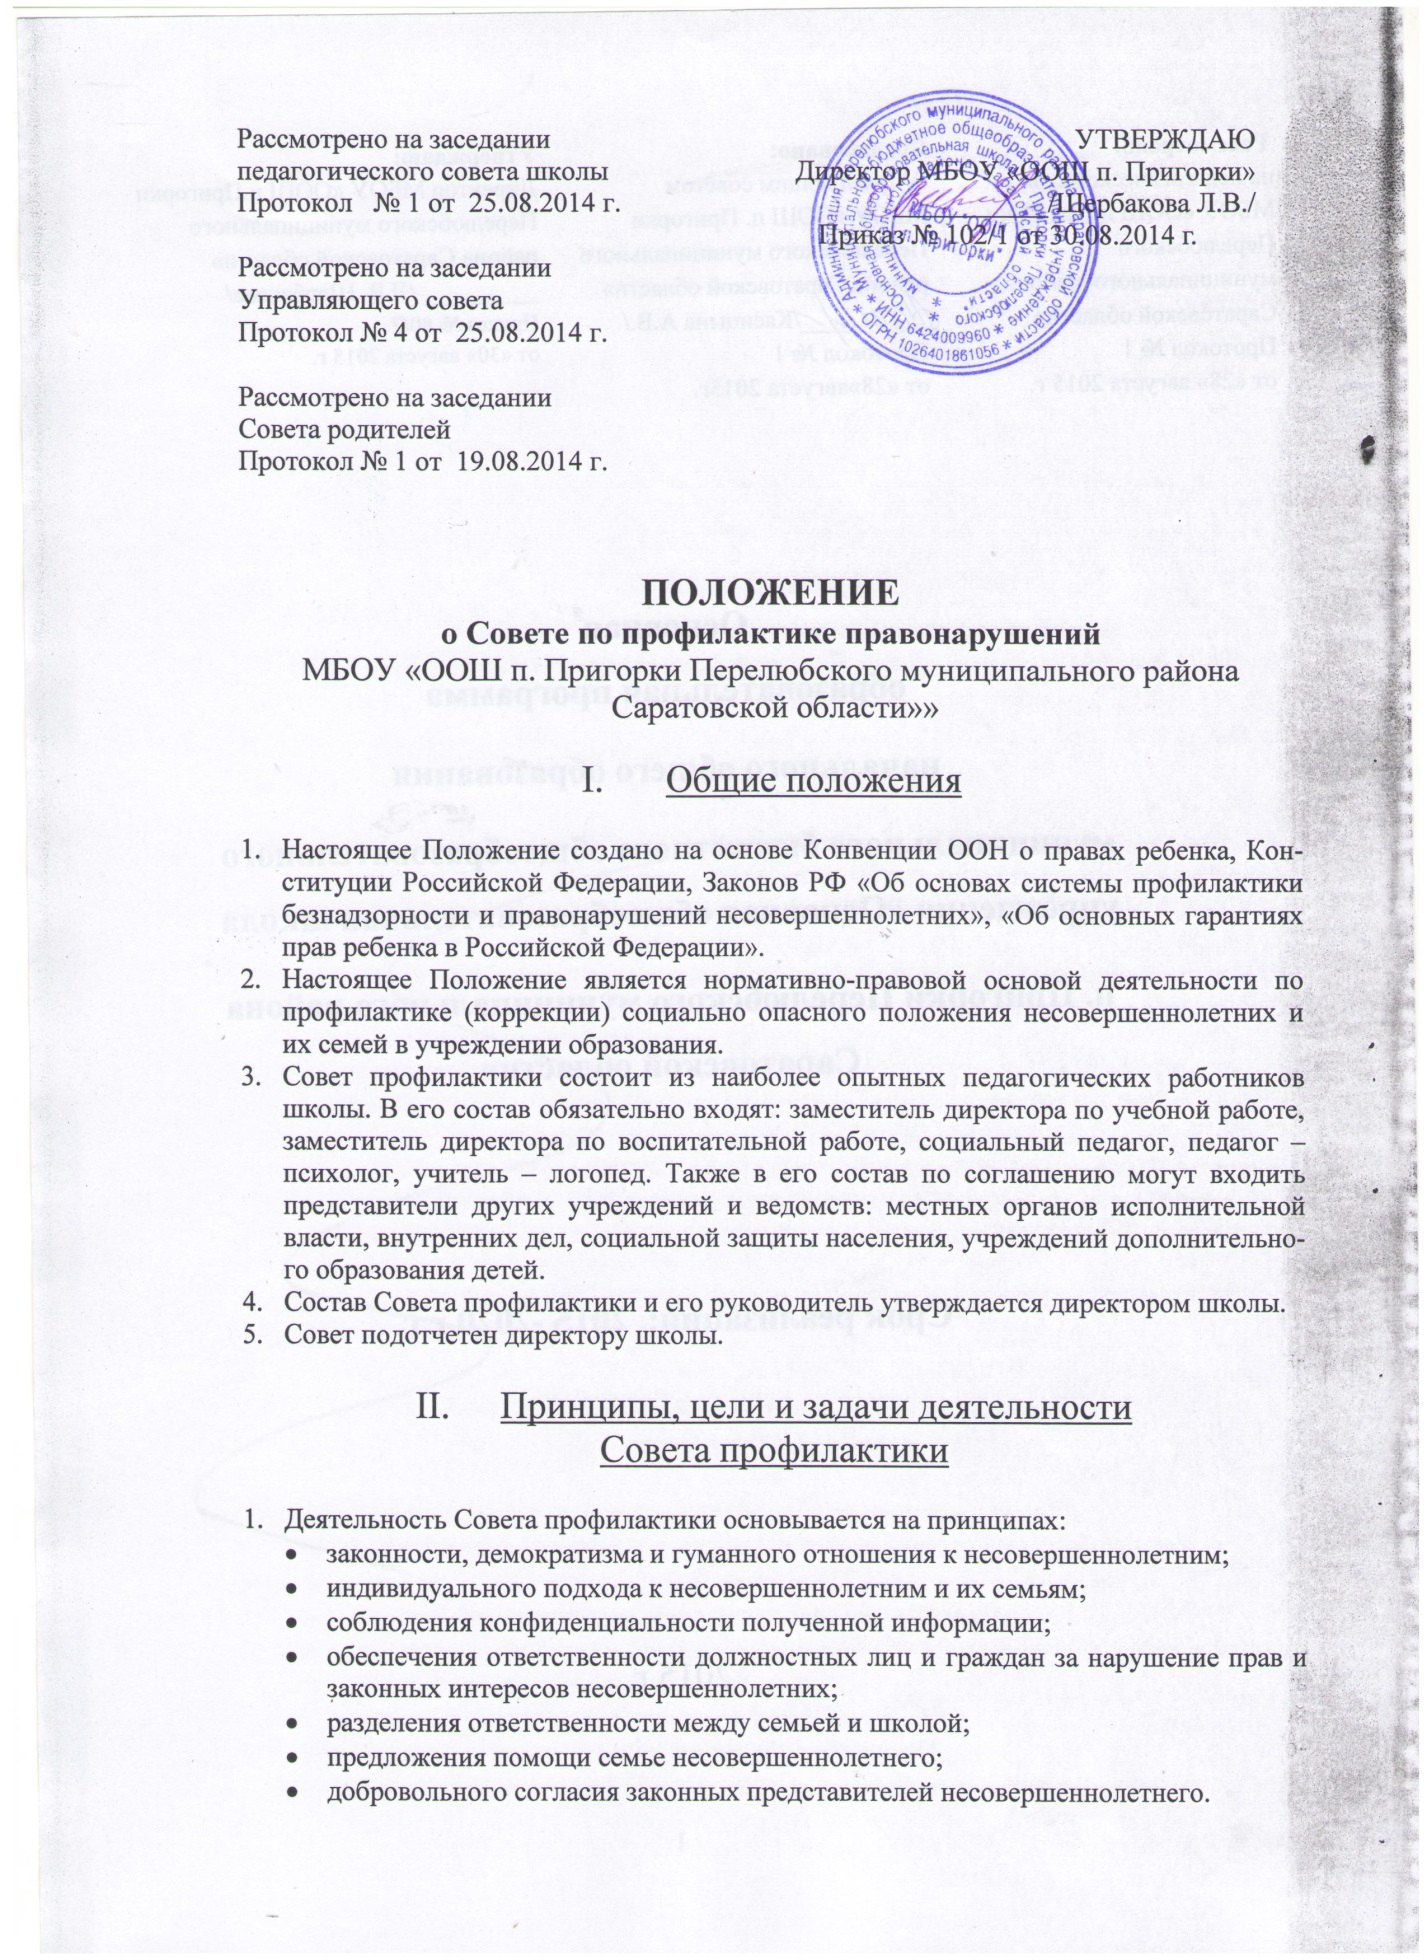 Рассмотрено на заседании
педагогического совета школы
Протокол № 1 от 25.08.2014 г.
Рассмотрено на заседании
Управляющего совета
Протокол № 4 от 25.08.2014 г.
Рассмотрено на заседании
Совета родителей
Протокол № 1 от 19.08.2014 г.
УТВЕРЖДАЮ
Директор МБОУ «ООШ п. Пригорки»
/Щербакова Л.В./
Приказ № 102/1 от 30.08.2014 г.
МБОУ "ООШ
п. Пригорки"
* ИНН 6424009960 *
* ОГРН 1026401861056 *
ПОЛОЖЕНИЕ
о Совете по профилактике правонарушений
МБОУ «ООШ п. Пригорки Перелюбского муниципального района
Саратовской области»»
I. Общие положения
1. Настоящее Положение создано на основе Конвенции ООН о правах ребенка, Кон-
ституции Российской Федерации, Законов РФ «Об основах системы профилактики
безнадзорности и правонарушений несовершеннолетних», «Об основных гарантиях
прав ребенка в Российской Федерации».
2. Настоящее Положение является нормативно-правовой основой деятельности по
профилактике (коррекции) социально опасного положения несовершеннолетних и
их семей в учреждении образования.
3. Совет профилактики состоит из наиболее опытных педагогических работников
школы. В его состав обязательно входят: заместитель директора по учебной работе,
заместитель директора по воспитательной работе, социальный педагог, педагог –
психолог, учитель – логопед. Также в его состав по соглашению могут входить
представители других учреждений и ведомств: местных органов исполнительной
власти, внутренних дел, социальной защиты населения, учреждений дополнительно-
го образования детей.
4. Состав Совета профилактики и его руководитель утверждается директором школы.
5. Совет подотчетен директору школы.
II. Принципы, цели и задачи деятельности
Совета профилактики
1. Деятельность Совета профилактики основывается на принципах:
• законности, демократизма и гуманного отношения к несовершеннолетним;
• индивидуального подхода к несовершеннолетним и их семьям;
• соблюдения конфиденциальности полученной информации;
• обеспечения ответственности должностных лиц и граждан за нарушение прав и
законных интересов несовершеннолетних;
• разделения ответственности между семьей и школой;
• предложения помощи семье несовершеннолетнего;
• добровольного согласия законных представителей несовершеннолетнего.